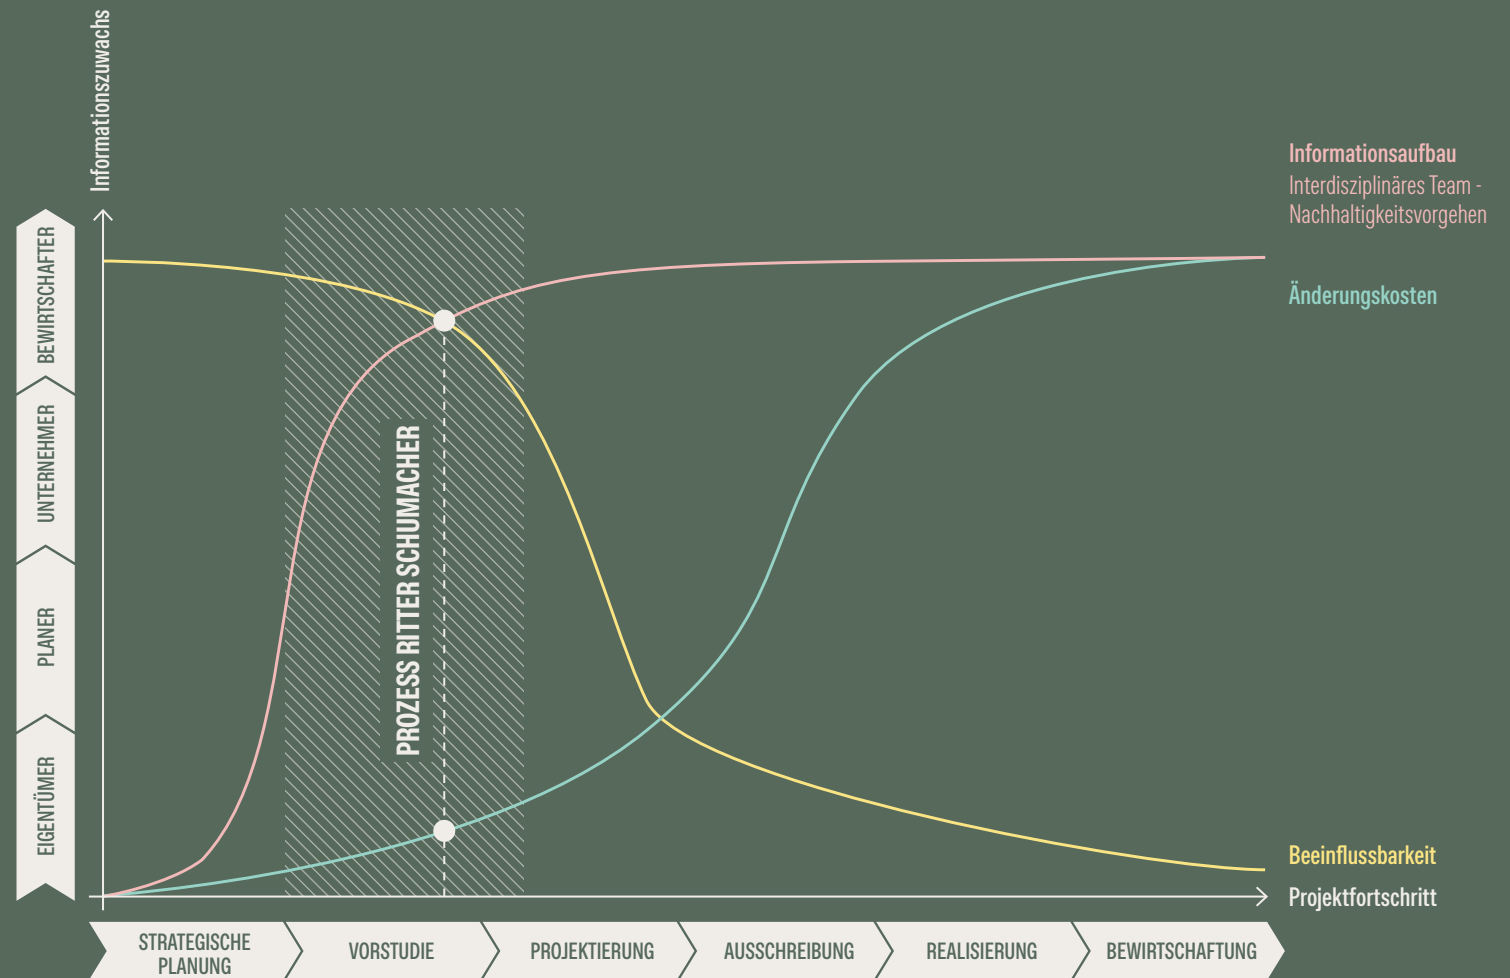 Informationszuwachs
Informationsaufbau
Interdisziplinäres Team -
Nachhaltigkeitsvorgehen
Änderungskosten
BEWIRTSCHAFTER
UNTERNEHMER
PLANER
EIGENTÜMER
PROZESS RITTER SCHUMACHER
Beeinflussbarkeit
Projektfortschritt
STRATEGISCHE
PLANUNG
VORSTUDIE
PROJEKTIERUNG
AUSSCHREIBUNG
REALISIERUNG
BEWIRTSCHAFTUNG